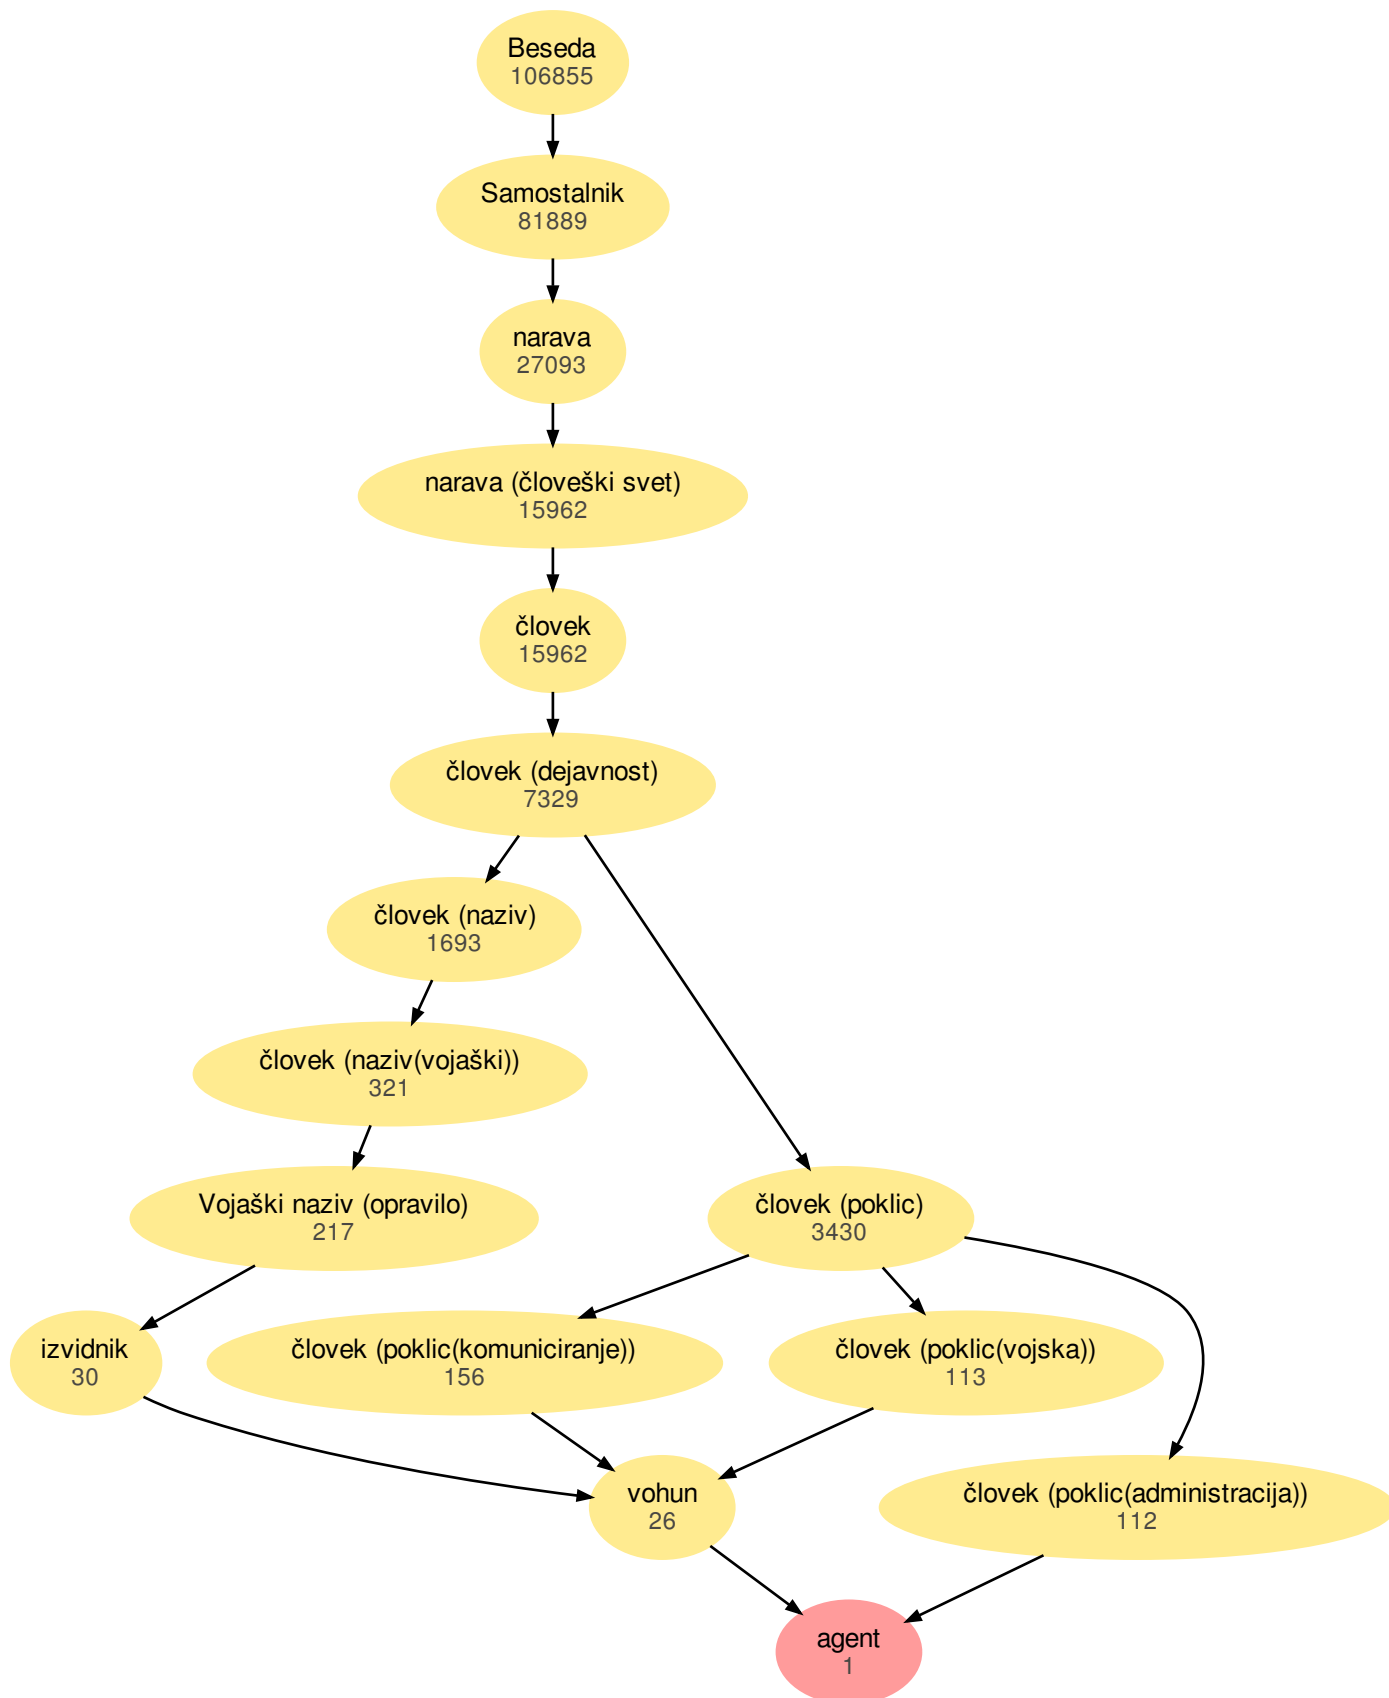 Beseda
106855
Samostalnik
81889
narava
27093
narava (človeški svet)
15962
človek
15962
človek (dejavnost)
7329
človek (naziv)
1693
človek (naziv(vojaški))
321
Vojaški naziv (opravilo)
217
človek (poklic)
3430
izvidnik
30
človek (poklic(komuniciranje))
156
človek (poklic(vojska))
113
vohun
26
človek (poklic(administracija))
112
agent
1